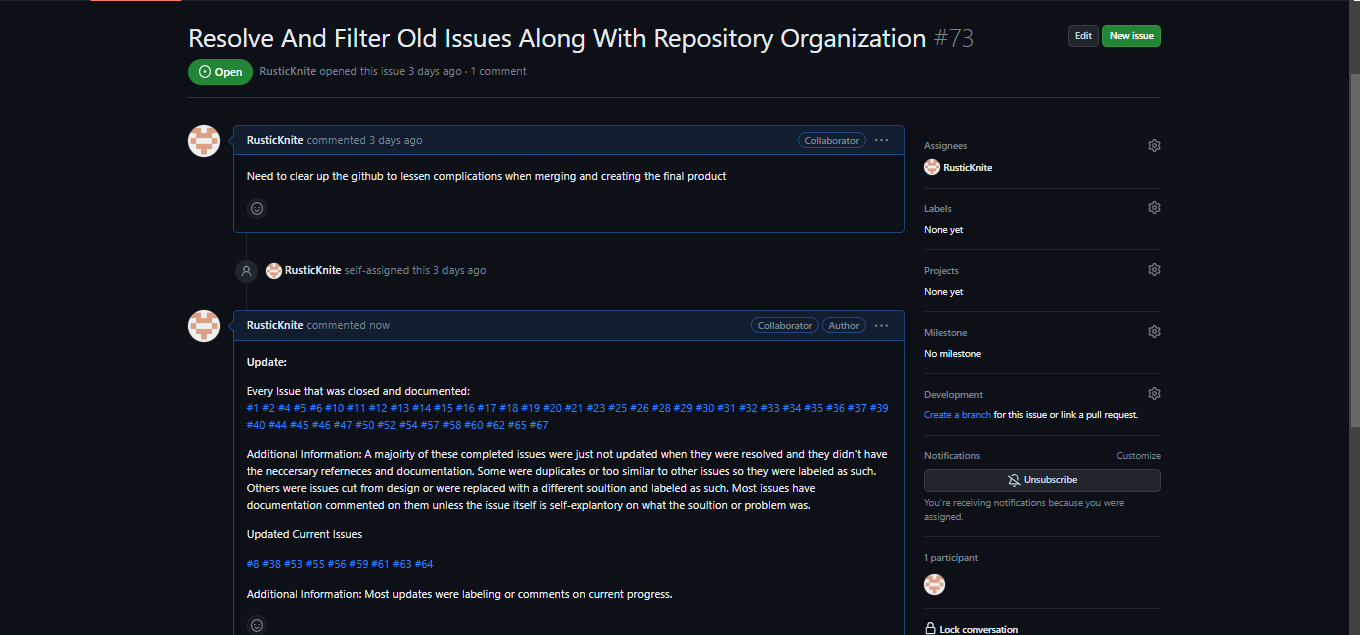 Resolve And Filter Old Issues Along With Repository Organization #73
Edit
New issue
Open
RusticKnite opened this issue 3 days ago · 1 comment
RusticKnite commented 3 days ago
Collaborator
Need to clear up the github to lessen complications when merging and creating the final product
RusticKnite self-assigned this 3 days ago
RusticKnite commented now
Collaborator
Author
Update:
Every Issue that was closed and documented:
#1 #2 #4 #5 #6 #10 #11 #12 #13 #14 #15 #16 #17 #18 #19 #20 #21 #23 #25 #26 #28 #29 #30 #31 #32 #33 #34 #35 #36 #37 #39
#40 #44 #45 #46 #47 #50 #52 #54 #57 #58 #60 #62 #65 #67
Additional Information: A majoirty of these completed issues were just not updated when they were resolved and they didn't have
the neccersary referneces and documentation. Some were duplicates or too similar to other issues so they were labeled as such.
Others were issues cut from design or were replaced with a different soultion and labeled as such. Most issues have
documentation commented on them unless the issue itself is self-explantory on what the soultion or problem was.
Updated Current Issues
#8 #38 #53 #55 #56 #59 #61 #63 #64
Additional Information: Most updates were labeling or comments on current progress.
Assignees
RusticKnite
Labels
None yet
Projects
None yet
Milestone
No milestone
Development
Create a branch for this issue or link a pull request.
Notifications
Customize
Unsubscribe
You're receiving notifications because you were
assigned.
1 participant
Lock conversation